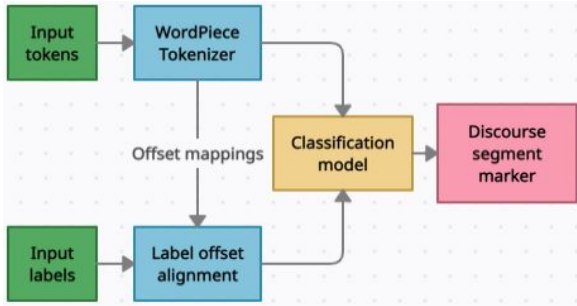 Input
tokens
WordPiece
Tokenizer
Offset mappings
Classification
model
Discourse
segment
marker
Input
labels
Label offset
alignment